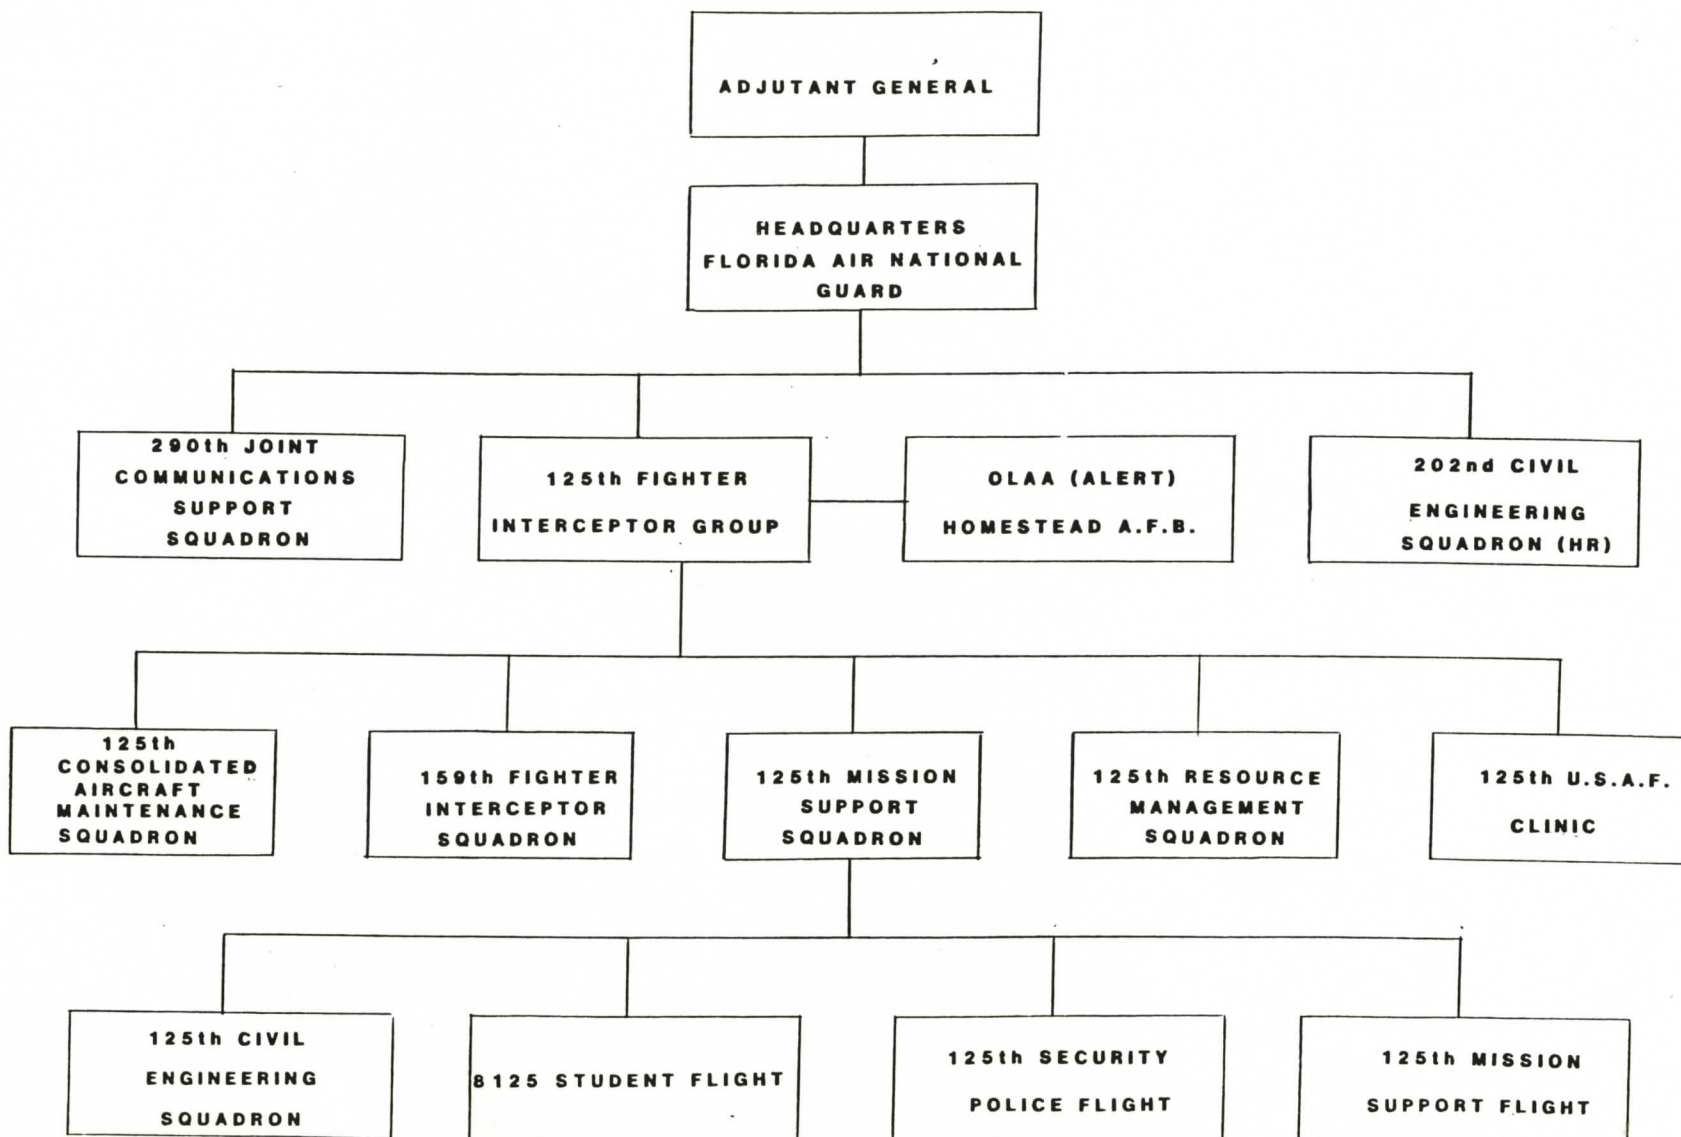 ADJUTANT GENERAL
HEADQUARTERS
FLORIDA AIR NATIONAL
GUARD
290th JOINT
COMMUNICATIONS
SUPPORT
SQUADRON
125th FIGHTER
INTERCEPTOR GROUP
OLAA (ALERT)
HOMESTEAD A.F.B.
202nd CIVIL
ENGINEERING
SQUADRON (HR)
125th
CONSOLIDATED
AIRCRAFT
MAINTENANCE
SQUADRON
159th FIGHTER
INTERCEPTOR
SQUADRON
125th MISSION
SUPPORT
SQUADRON
125th RESOURCE
MANAGEMENT
SQUADRON
125th U.S.A.F.
CLINIC
125th CIVIL
ENGINEERING
SQUADRON
8125 STUDENT FLIGHT
125th SECURITY
POLICE FLIGHT
125th MISSION
SUPPORT FLIGHT